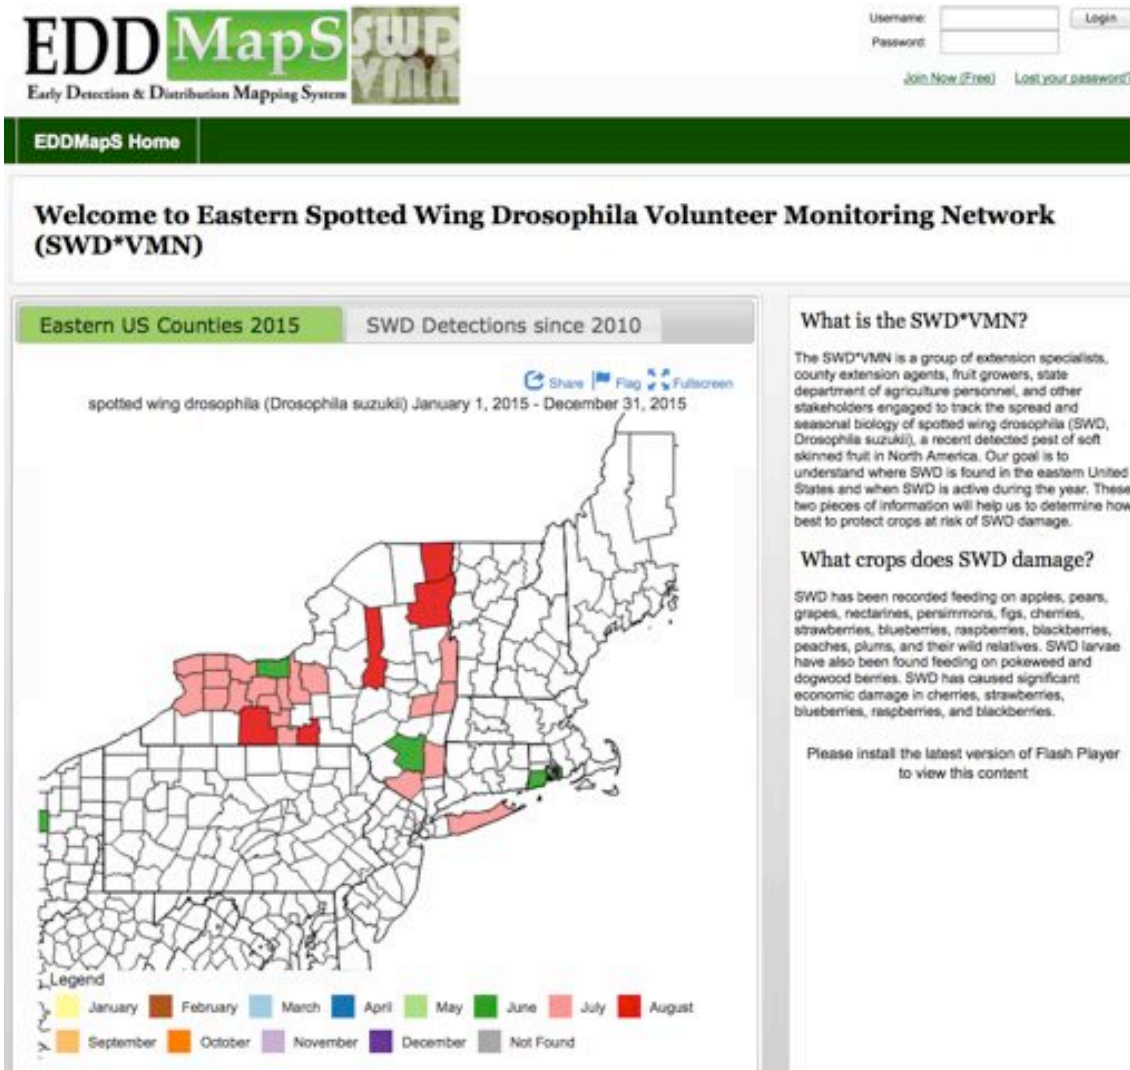 EDD MapS SWD VMN
Early Detection & Distribution Mapping System
Username:
Login
Password:
Join Now (Free) Lost your password?
EDDMapS Home
Welcome to Eastern Spotted Wing Drosophila Volunteer Monitoring Network
(SWD*VMN)
Eastern US Counties 2015
SWD Detections since 2010
Share Flag Fullscreen
spotted wing drosophila (Drosophila suzukii) January 1, 2015 - December 31, 2015
Legend
January February March April May June July August
September October November December Not Found
What is the SWD*VMN?
The SWD*VMN is a group of extension specialists,
county extension agents, fruit growers, state
department of agriculture personnel, and other
stakeholders engaged to track the spread and
seasonal biology of spotted wing drosophila (SWD,
Drosophila suzukii), a recent detected pest of soft
skinned fruit in North America. Our goal is to
understand where SWD is found in the eastern United
States and when SWD is active during the year. These
two pieces of information will help us to determine how
best to protect crops at risk of SWD damage.
What crops does SWD damage?
SWD has been recorded feeding on apples, pears,
grapes, nectarines, persimmons, figs, cherries,
strawberries, blueberries, raspberries, blackberries,
peaches, plums, and their wild relatives. SWD larvae
have also been found feeding on pokeweed and
dogwood berries. SWD has caused significant
economic damage in cherries, strawberries,
blueberries, raspberries, and blackberries.
Please install the latest version of Flash Player
to view this content